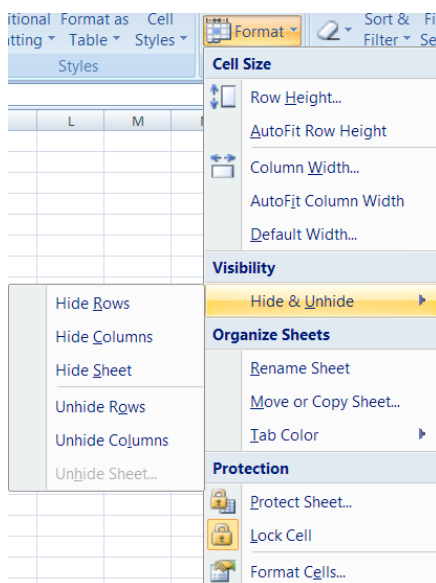 itional Format as Cell Format Sort & Fi
tting Table Styles Filter Se
Styles
Cell Size
Row Height...
L M
AutoFit Row Height
Column Width...
AutoFit Column Width
Default Width...
Visibility
Hide & Unhide
Hide Rows
Hide Columns
Hide Sheet
Unhide Rows
Unhide Columns
Unhide Sheet...
Organize Sheets
Rename Sheet
Move or Copy Sheet...
Tab Color
Protection
Protect Sheet...
Lock Cell
Format Cells...